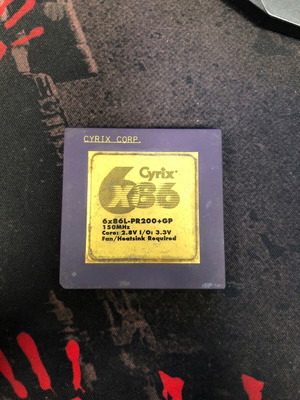 CYRIX CORP.
Cyrix
6x86
6x86L-PR200+GP
150MHz
Core: 2.8V I/O: 3.3V
Fan/Heatsink Required